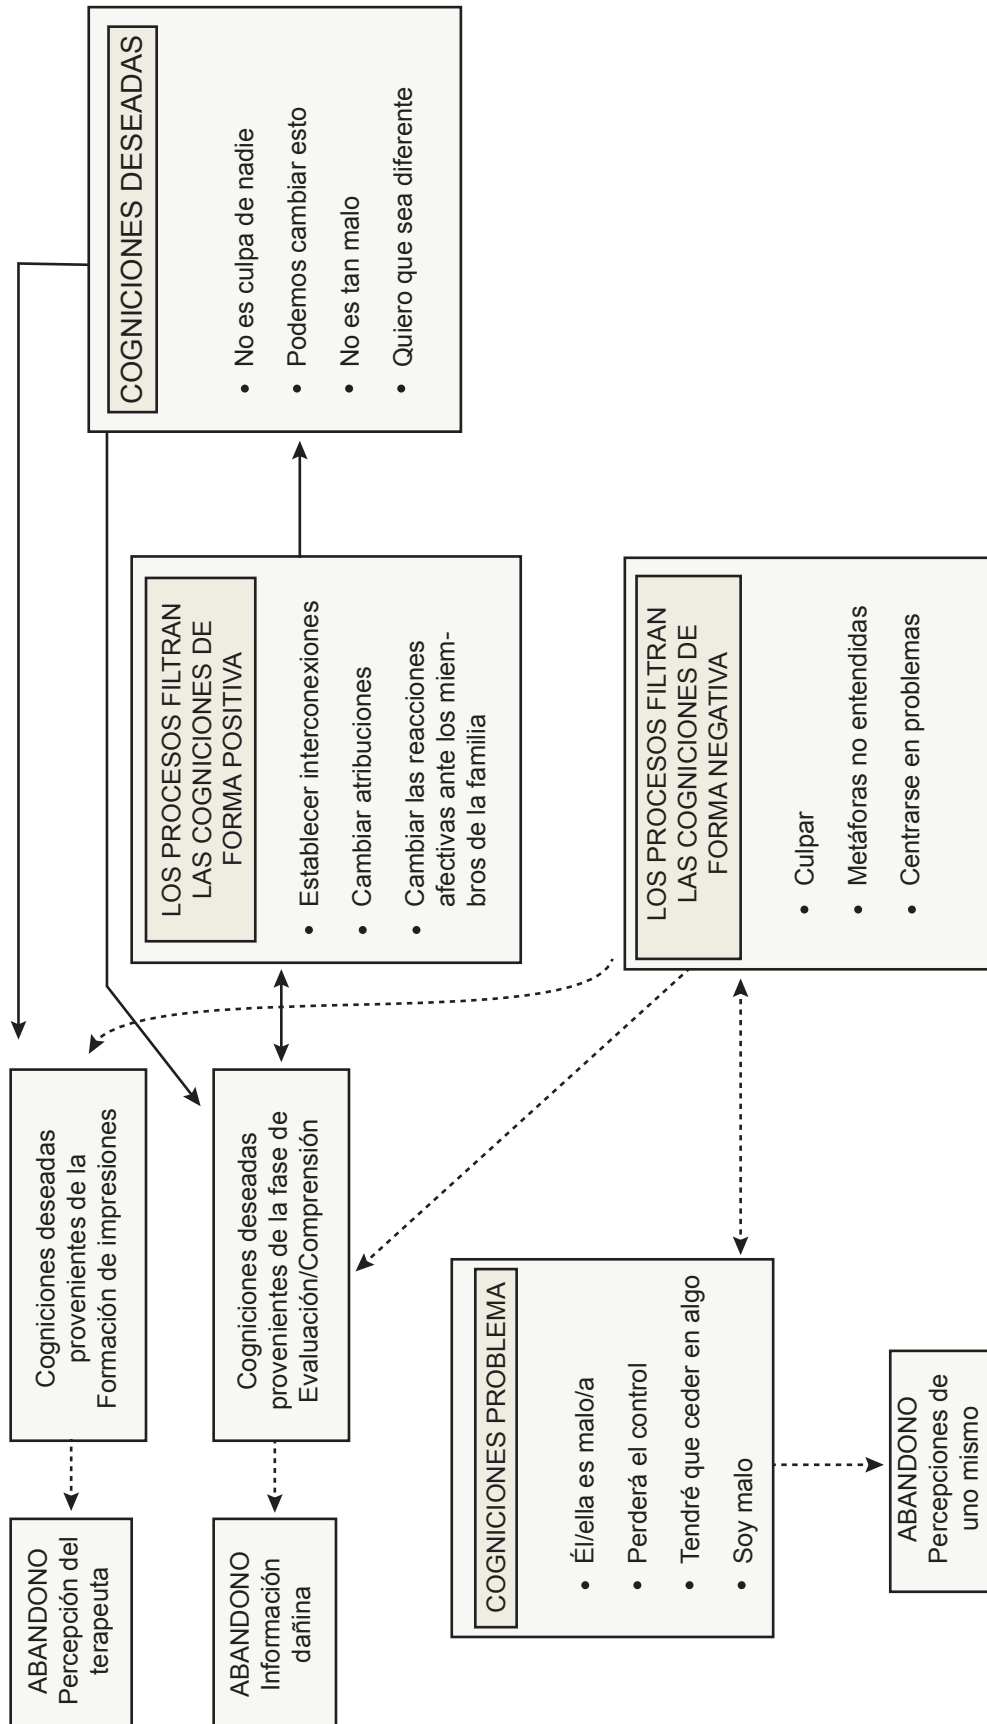 ABANDONO
Percepción del
terapeuta
Cogniciones deseadas
provenientes de la
Formación de impresiones
ABANDONO
Información
dañina
Cogniciones deseadas
provenientes de la fase de
Evaluación/Comprensión
LOS PROCESOS FILTRAN
LAS COGNICIONES DE
FORMA POSITIVA
• Establecer interconexiones
• Cambiar atribuciones
• Cambiar las reacciones
afectivas ante los miem-
bros de la familia
COGNICIONES DESEADAS
• No es culpa de nadie
• Podemos cambiar esto
• No es tan malo
• Quiero que sea diferente
COGNICIONES PROBLEMA
• Él/ella es malo/a
• Perderá el control
• Tendré que ceder en algo
• Soy malo
LOS PROCESOS FILTRAN
LAS COGNICIONES DE
FORMA NEGATIVA
• Culpar
• Metáforas no entendidas
• Centrarse en problemas
ABANDONO
Percepciones de
uno mismo